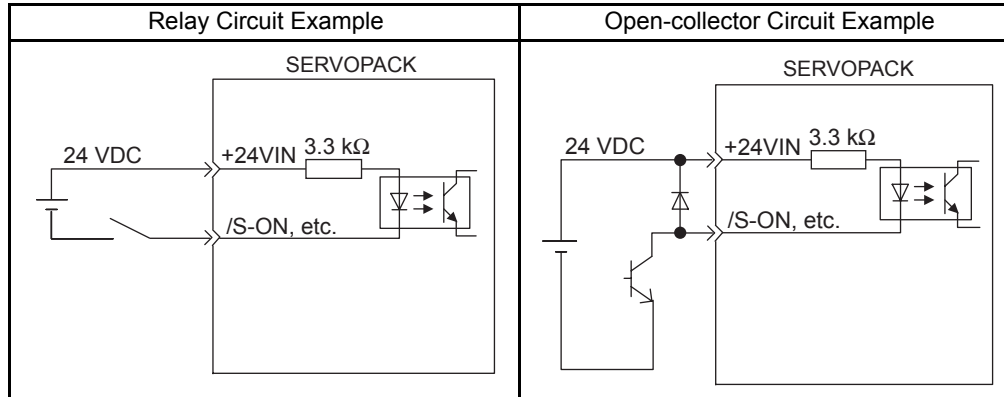 Relay Circuit Example
SERVOPACK
24 VDC
+24VIN
3.3 kΩ
/S-ON, etc.
Open-collector Circuit Example
SERVOPACK
24 VDC
+24VIN
3.3 kΩ
/S-ON, etc.